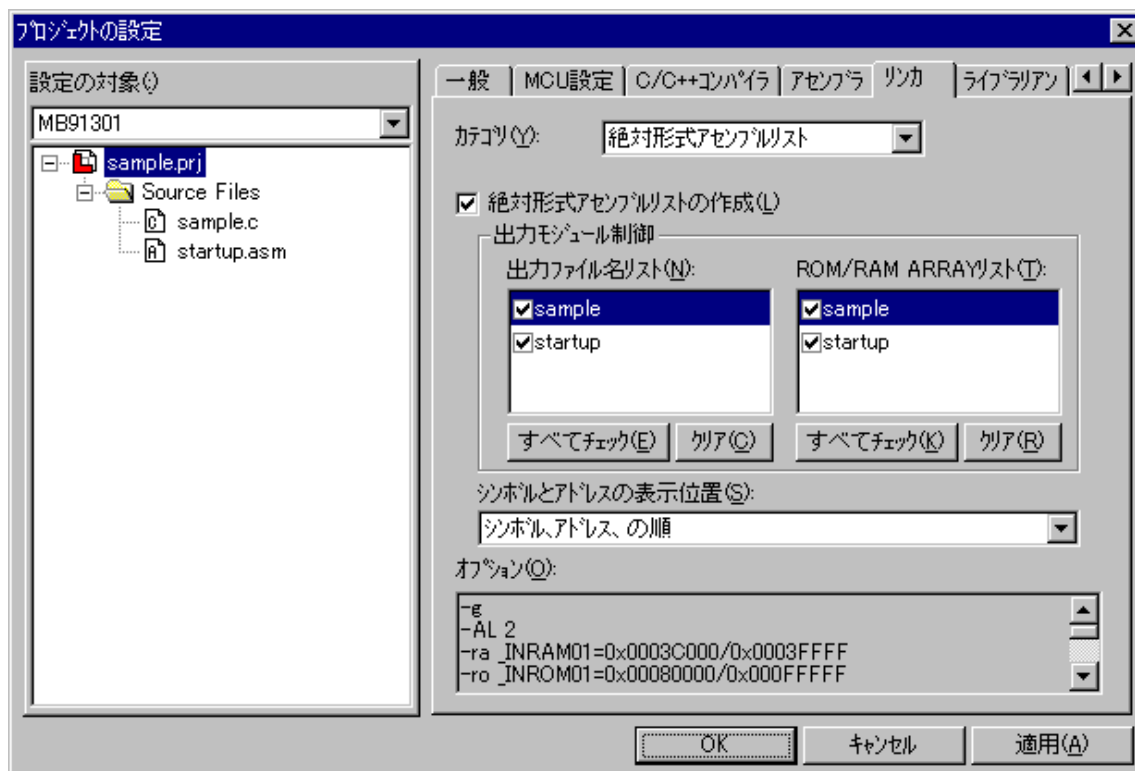 プロジェクトの設定
設定の対象(:)
MB91301
sample.prj
Source Files
sample.c
startup.asm
一般 MCU設定 C/C++コンパイラ アセンブラ リンカ ライブラリアン
カテゴリ(Y): 絶対形式アセンブルリスト
絶対形式アセンブルリストの作成(L)
出力モジュール制御
出力ファイル名リスト(N): ROM/RAM ARRAYリスト(T):
sample sample
startup startup
すべてチェック(E) クリア(C) すべてチェック(K) クリア(R)
シンボルとアドレスの表示位置(S):
シンボル、アドレス、の順
オプション(O):
-g
-AL 2
-ra _INRAM01=0x0003C000/0x0003FFFF
-ro _INROM01=0x00080000/0x000FFFFF
OK キャンセル 適用(A)